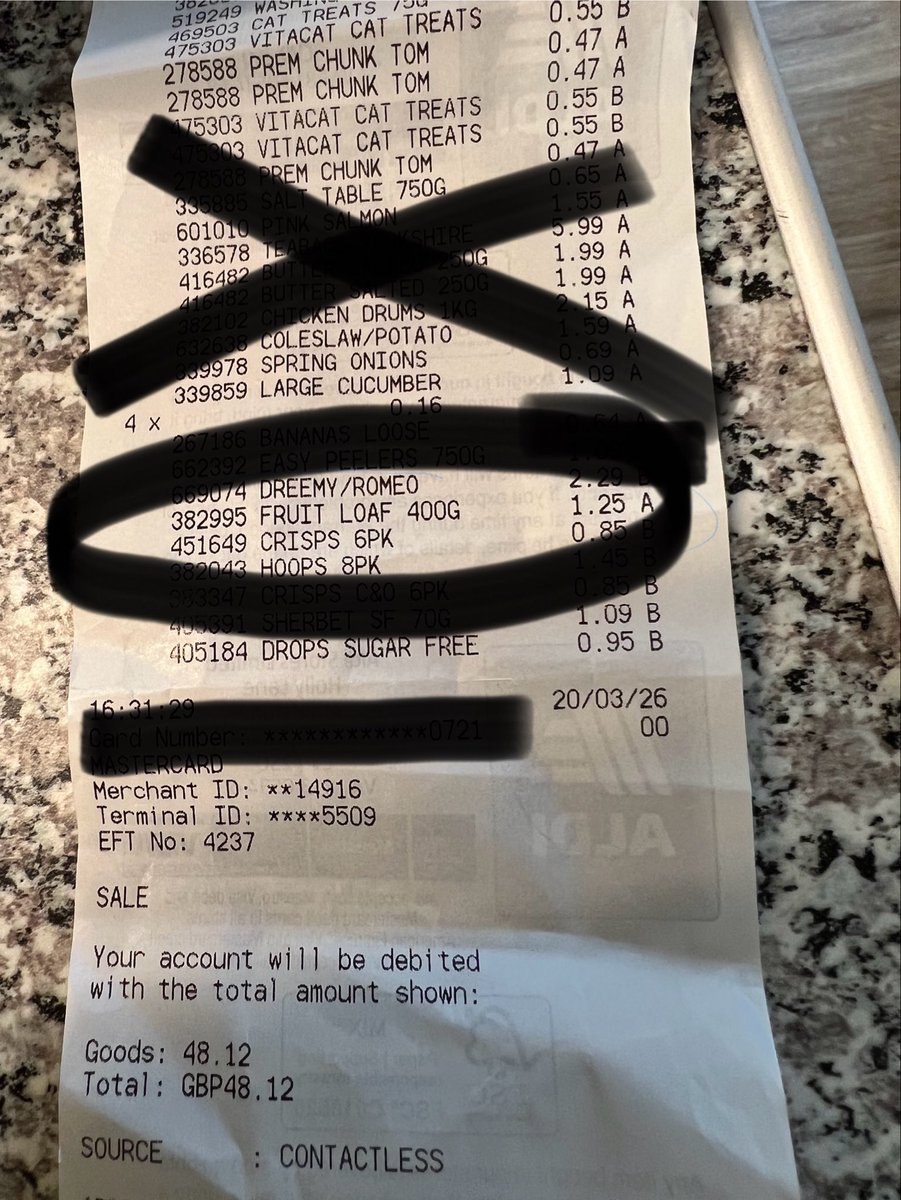 519249
469503 CAT TREATS 75G 0.55 B
475303 VITACAT CAT TREATS 0.47 A
278588 PREM CHUNK TOM 0.47 A
278588 PREM CHUNK TOM 0.55 B
475303 VITACAT CAT TREATS 0.55 B
475303 VITACAT CAT TREATS 0.47 A
278588 PREM CHUNK TOM 0.65 A
335885 SALT TABLE 750G 1.55 A
601010 PINK SALMON 5.99 A
336578 1.99 A
416482 250G 1.99 A
416482 BUTTER SALTED 250G 2.15 A
382102 CHICKEN DRUMS 1KG 1.59 A
632638 COLESLAW/POTATO 0.69 A
339978 SPRING ONIONS 1.09 A
339859 LARGE CUCUMBER
4 x 0.16
267186 BANANAS LOOSE
662392 EASY PEELERS 750G
669074 DREEMY/ROMEO 2.29 B
382995 FRUIT LOAF 400G 1.25 A
451649 CRISPS 6PK 0.85 B
382043 HOOPS 8PK 1.45 B
383347 CRISPS C&O 6PK 0.85 B
405391 SHERBET SF 70G 1.09 B
405184 DROPS SUGAR FREE 0.95 B
16:31:29 20/03/26
Card Number: ************0721 00
MASTERCARD
Merchant ID: **14916
Terminal ID: ****5509
EFT No: 4237
SALE
Your account will be debited
with the total amount shown:
Goods: 48.12
Total: GBP48.12
SOURCE : CONTACTLESS